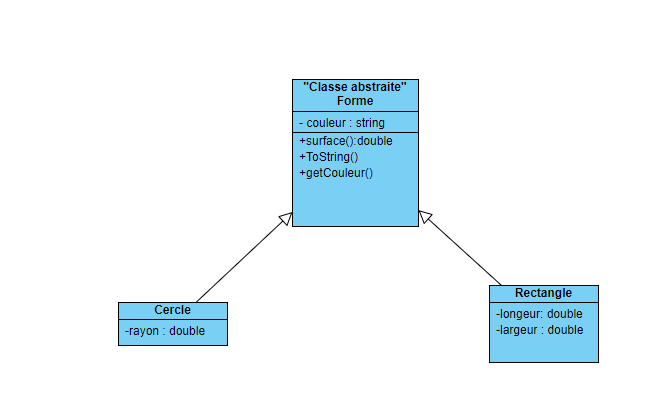 "Classe abstraite"
Forme
- couleur : string
+surface():double
+ToString()
+getCouleur()
Cercle
-rayon : double
Rectangle
-longeur: double
-largeur : double